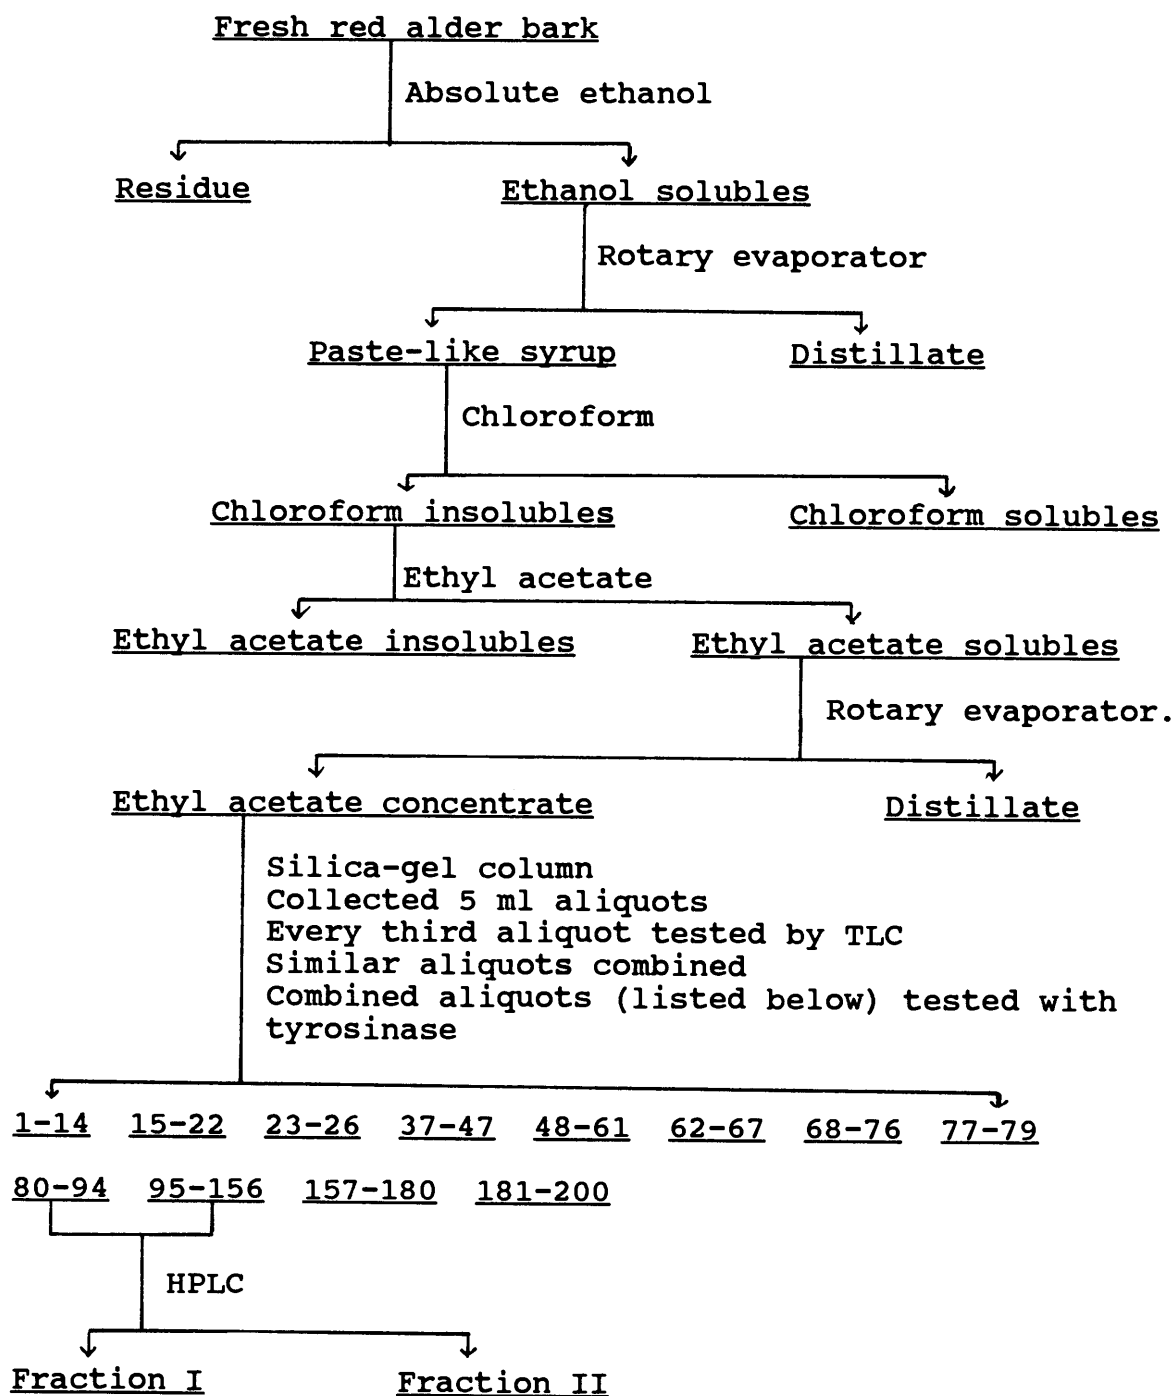 Fresh red alder bark
Absolute ethanol
Residue Ethanol solubles
Rotary evaporator
Paste-like syrup Distillate
Chloroform
Chloroform insolubles Chloroform solubles
Ethyl acetate
Ethyl acetate insolubles Ethyl acetate solubles
Rotary evaporator.
Ethyl acetate concentrate Distillate
Silica-gel column
Collected 5 ml aliquots
Every third aliquot tested by TLC
Similar aliquots combined
Combined aliquots (listed below) tested with
tyrosinase
1-14 15-22 23-26 37-47 48-61 62-67 68-76 77-79
80-94 95-156 157-180 181-200
HPLC
Fraction I Fraction II